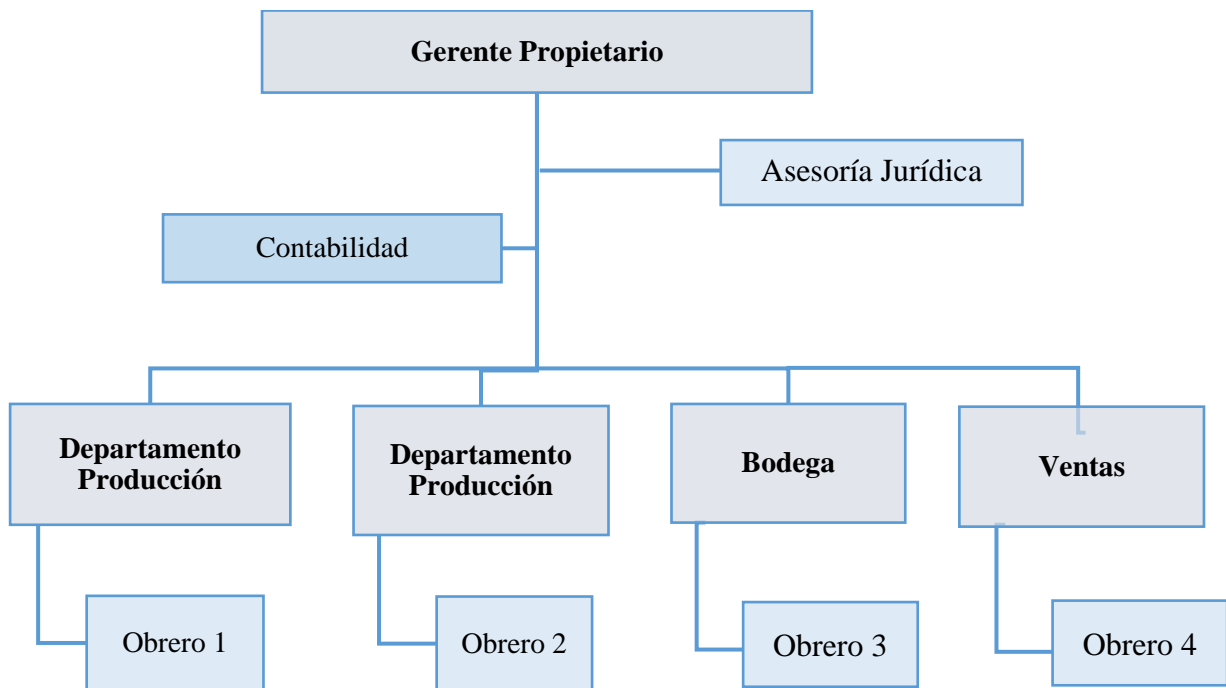 Gerente Propietario
Asesoría Jurídica
Contabilidad
Departamento
Producción
Departamento
Producción
Bodega
Ventas
Obrero 1
Obrero 2
Obrero 3
Obrero 4